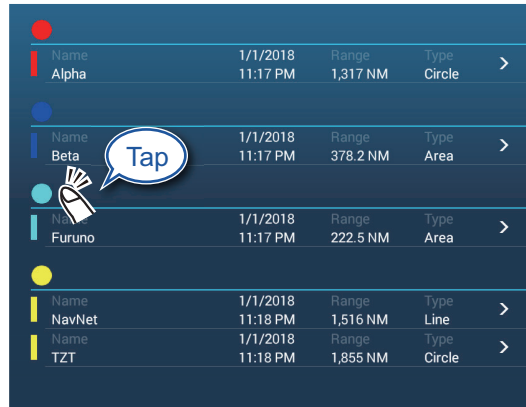 Name 1/1/2018 Range Type
Alpha 11:17 PM 1,317 NM Circle
Name 1/1/2018 Range Type
Beta 11:17 PM 378.2 NM Area
Tap
Name 1/1/2018 Range Type
Furuno 11:17 PM 222.5 NM Area
Name 1/1/2018 Range Type
NavNet 11:18 PM 1,516 NM Line
Name 1/1/2018 Range Type
TZT 11:18 PM 1,855 NM Circle